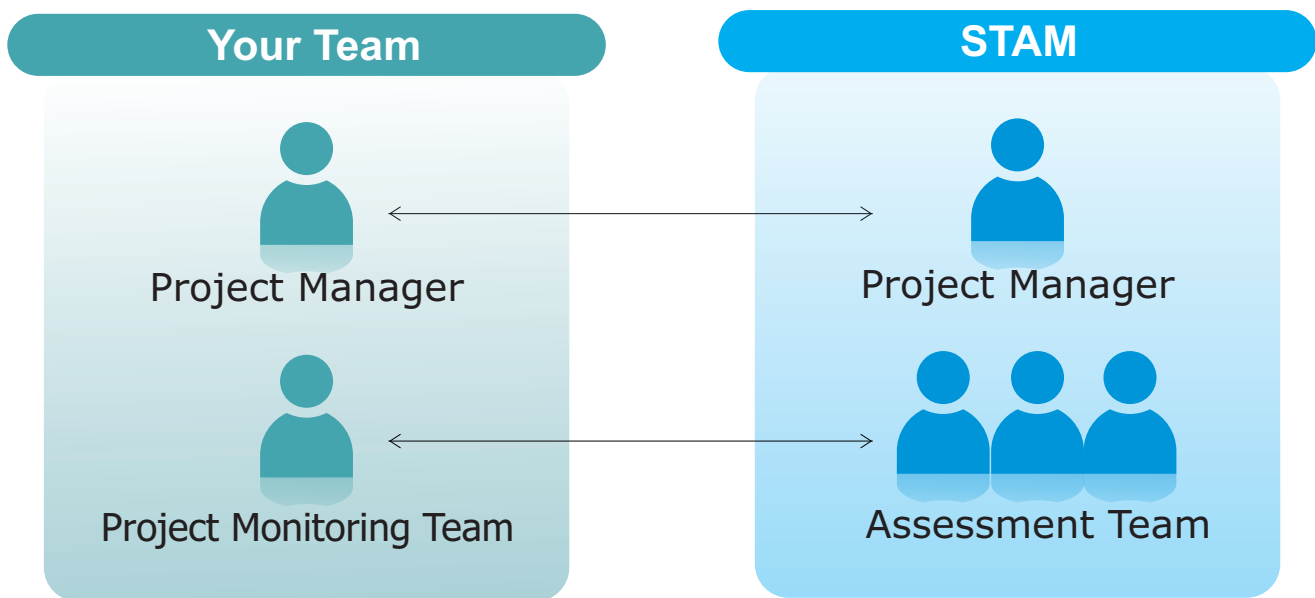 Your Team
Project Manager
Project Monitoring Team
STAM
Project Manager
Assessment Team